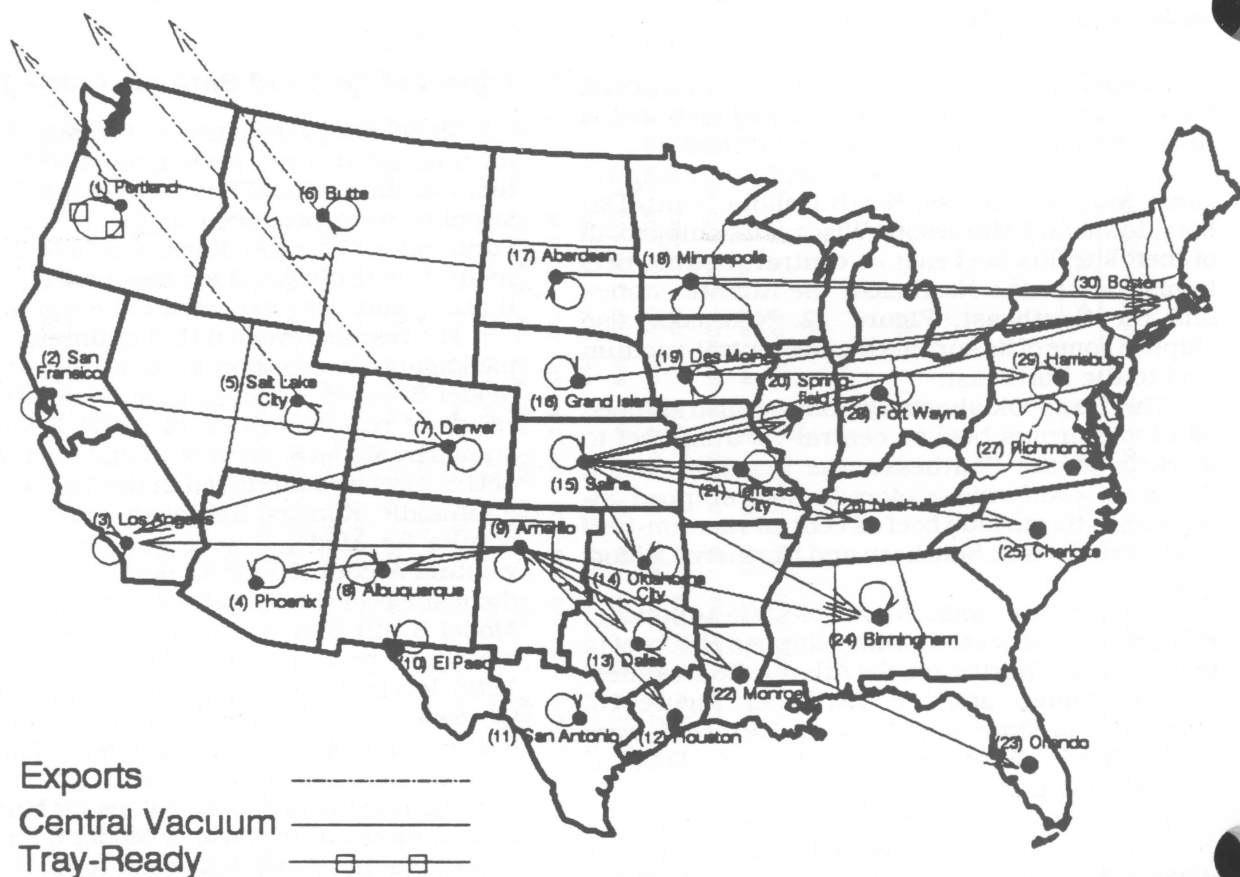 (1) Portland
(6) Butte
(17) Aberdeen
(18) Minneapolis
(30) Boston
(2) San
Fransico
(5) Salt Lake
City
(7) Denver
(16) Grand Island
(19) Des Moine
(20) Spring-
field
(28) Fort Wayne
(29) Harrisburg
(27) Richmond
(3) Los Angeles
(4) Phoenix
(8) Albuquerque
(9) Amarillo
(15) Salina
(21) Jefferson
City
(26) Nashville
(25) Charlotte
(14) Oklahoma
City
(24) Birmingham
(10) El Paso
(13) Dallas
(22) Monroe
(11) San Antonio
(12) Houston
(23) Orlando
Exports
Central Vacuum
Tray-Ready